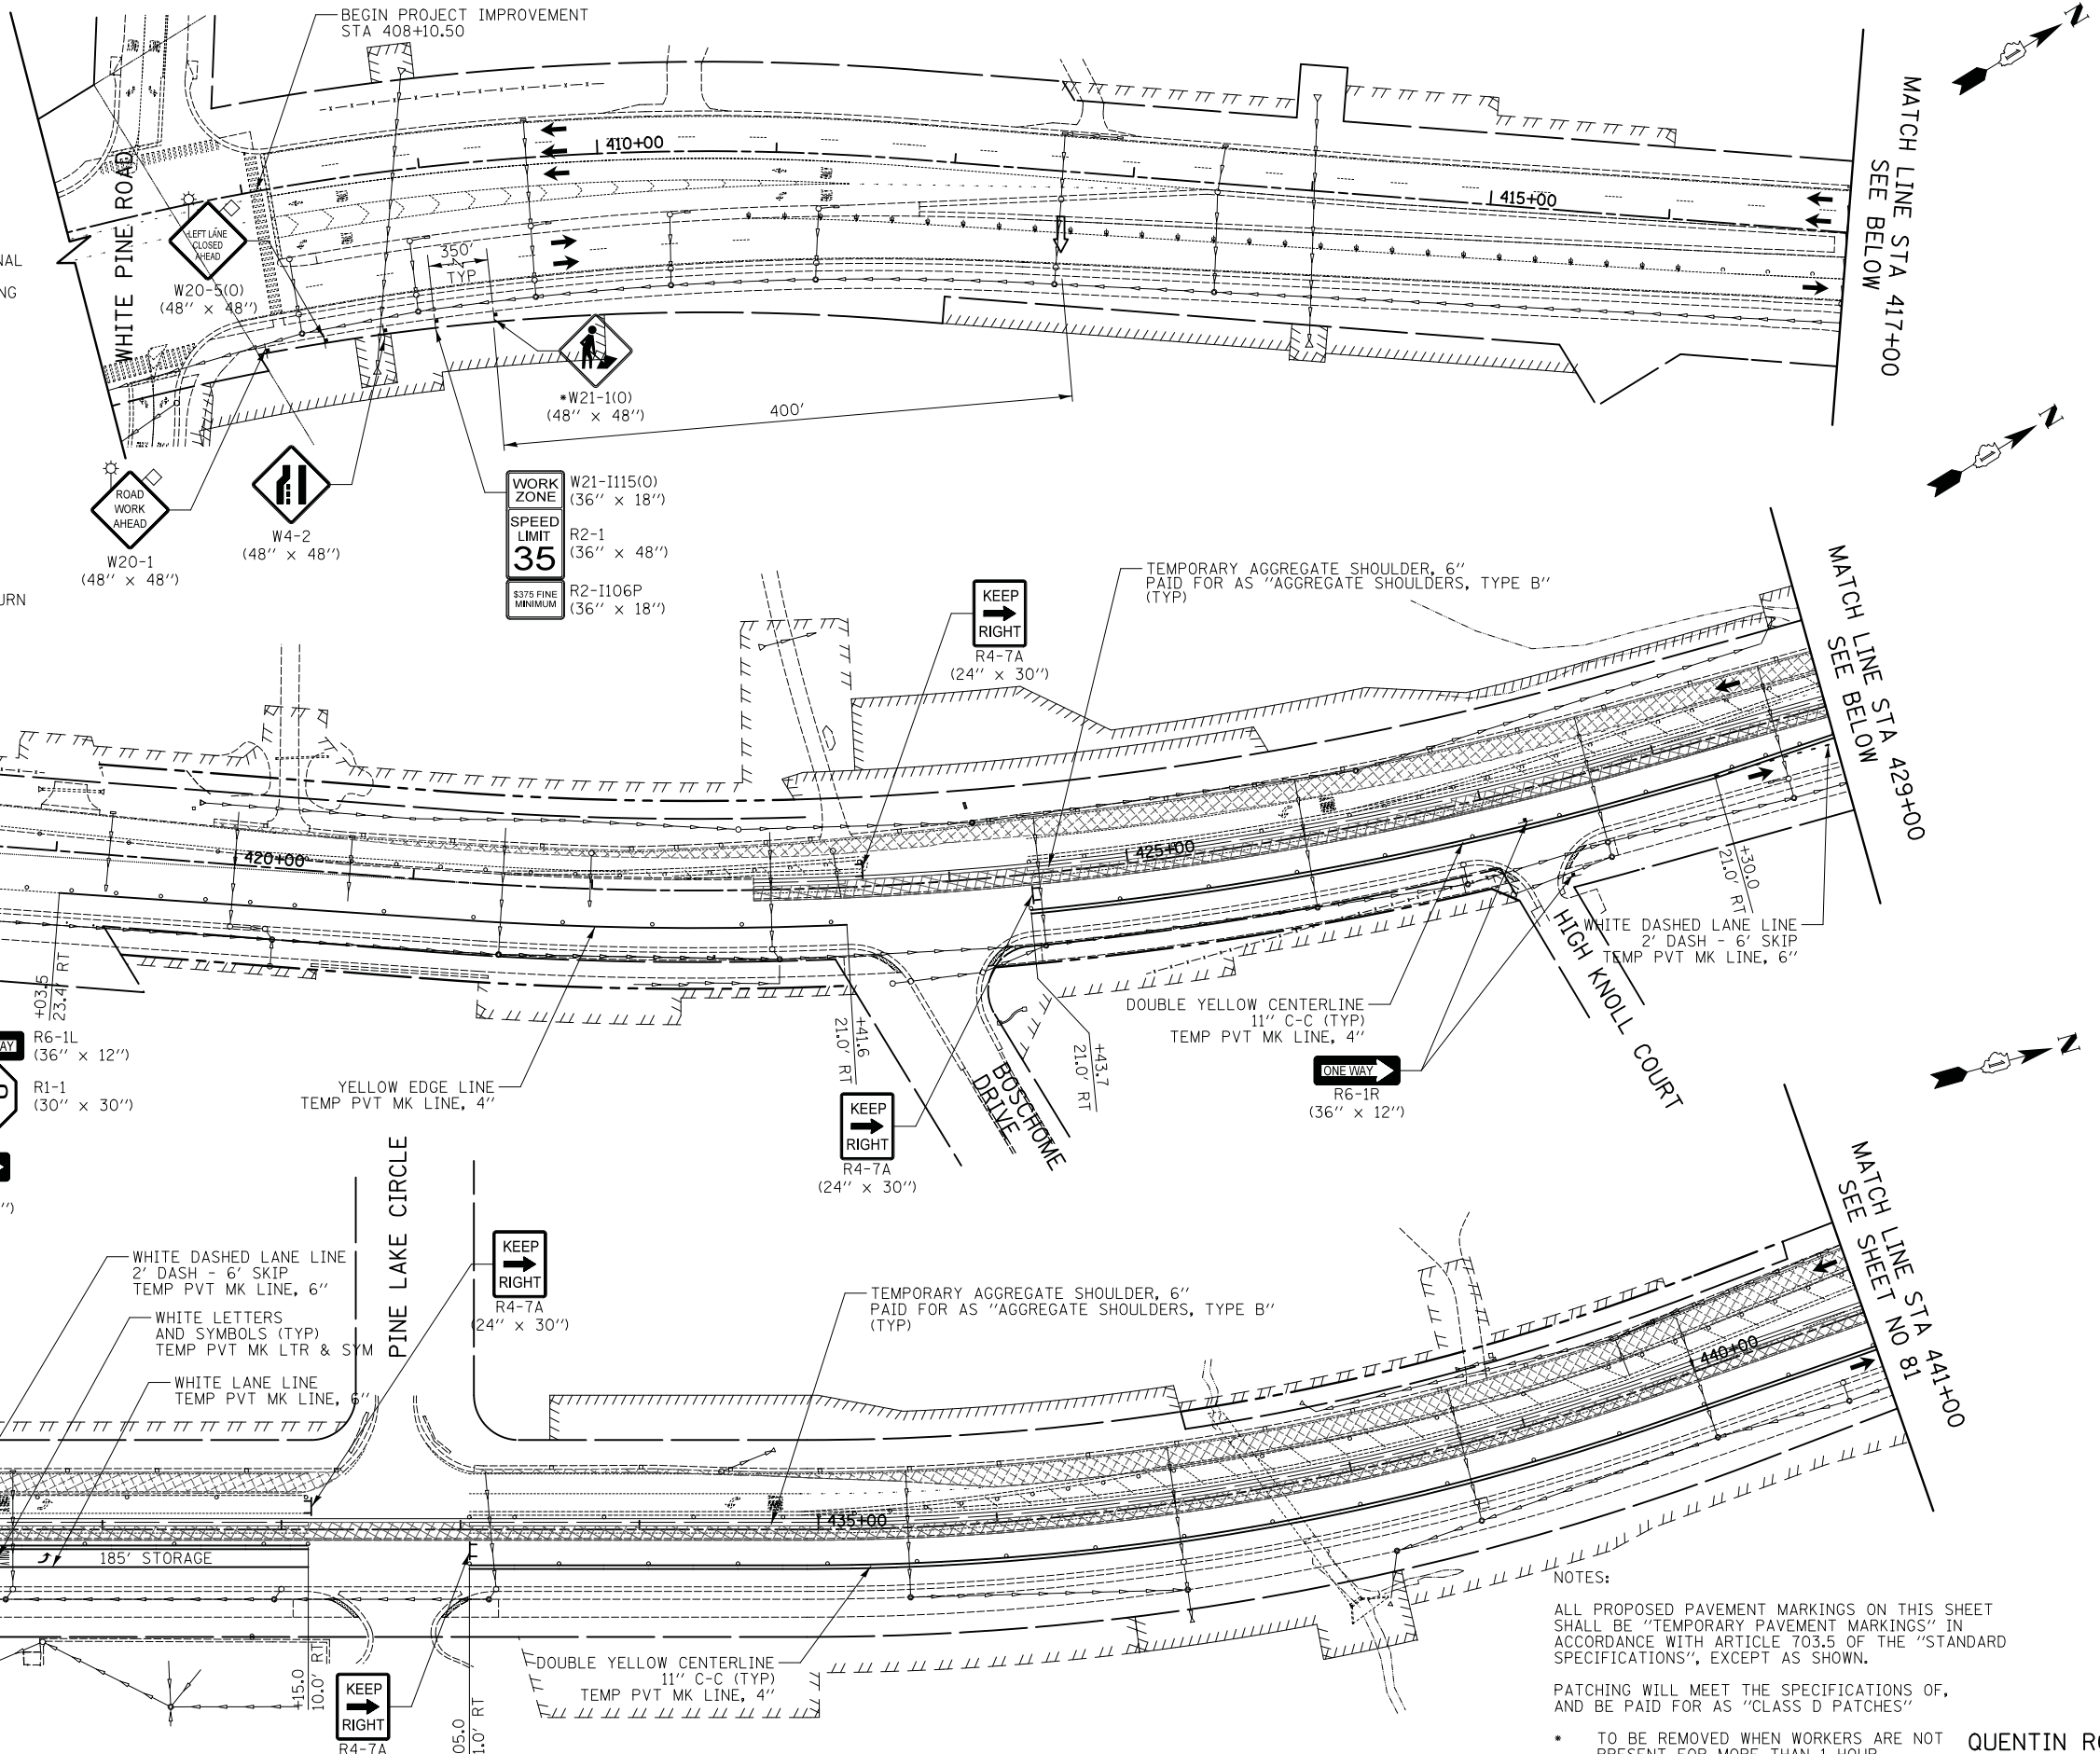 BEGIN PROJECT IMPROVEMENT
STA 408+10.50
N
MATCH LINE STA 417+00
SEE BELOW
WHITE PINE ROAD
410+00
415+00
LEFT LANE
CLOSED
AHEAD
W20-5(O)
(48" x 48")
350'
TYP
*W21-1(O)
(48" x 48")
400'
ROAD
WORK
AHEAD
W20-1
(48" x 48")
W4-2
(48" x 48")
WORK
ZONE
W21-I115(O)
(36" x 18")
SPEED
LIMIT
35
R2-1
(36" x 48")
$375 FINE
MINIMUM
R2-I106P
(36" x 18")
URN
N
KEEP
RIGHT
R4-7A
(24" x 30")
TEMPORARY AGGREGATE SHOULDER, 6"
PAID FOR AS "AGGREGATE SHOULDERS, TYPE B"
(TYP)
MATCH LINE STA 429+00
SEE BELOW
420+00
425+00
+03.5
23.4' RT
R6-1L
(36" x 12")
R1-1
(30" x 30")
YELLOW EDGE LINE
TEMP PVT MK LINE, 4"
+41.6
21.0' RT
BOSCHOME
DRIVE
+43.7
21.0' RT
KEEP
RIGHT
R4-7A
(24" x 30")
DOUBLE YELLOW CENTERLINE
11" C-C (TYP)
TEMP PVT MK LINE, 4"
ONE WAY
R6-1R
(36" x 12")
HIGH KNOLL COURT
+30.0
21.0' RT
WHITE DASHED LANE LINE
2' DASH - 6' SKIP
TEMP PVT MK LINE, 6"
N
PINE LAKE CIRCLE
WHITE DASHED LANE LINE
2' DASH - 6' SKIP
TEMP PVT MK LINE, 6"
WHITE LETTERS
AND SYMBOLS (TYP)
TEMP PVT MK LTR & SYM
WHITE LANE LINE
TEMP PVT MK LINE, 6"
KEEP
RIGHT
R4-7A
(24" x 30")
TEMPORARY AGGREGATE SHOULDER, 6"
PAID FOR AS "AGGREGATE SHOULDERS, TYPE B"
(TYP)
MATCH LINE STA 441+00
SEE SHEET NO 81
435+00
440+00
185' STORAGE
+15.0
10.0' RT
KEEP
RIGHT
R4-7A
05.0
1.0' RT
DOUBLE YELLOW CENTERLINE
11" C-C (TYP)
TEMP PVT MK LINE, 4"
NOTES:
ALL PROPOSED PAVEMENT MARKINGS ON THIS SHEET
SHALL BE "TEMPORARY PAVEMENT MARKINGS" IN
ACCORDANCE WITH ARTICLE 703.5 OF THE "STANDARD
SPECIFICATIONS", EXCEPT AS SHOWN.
PATCHING WILL MEET THE SPECIFICATIONS OF,
AND BE PAID FOR AS "CLASS D PATCHES"
* TO BE REMOVED WHEN WORKERS ARE NOT
PRESENT FOR MORE THAN 1 HOUR
QUENTIN RO